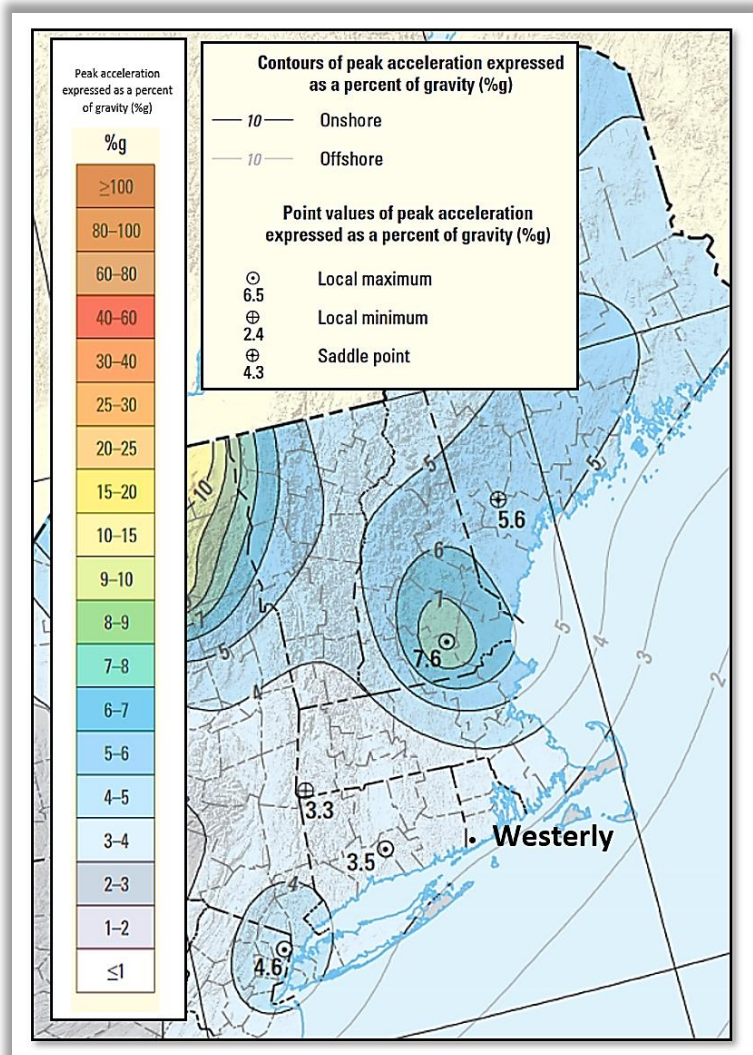 Peak acceleration
expressed as a percent
of gravity (%g)
%g
≥100
80–100
60–80
40–60
30–40
25–30
20–25
15–20
10–15
9–10
8–9
7–8
6–7
5–6
4–5
3–4
2–3
1–2
≤1
Contours of peak acceleration expressed
as a percent of gravity (%g)
10 Onshore
10 Offshore
Point values of peak acceleration
expressed as a percent of gravity (%g)
Local maximum
6.5
Local minimum
2.4
Saddle point
4.3
5
5
10
5.6
6
7
7
5
7.6
5
4
3
2
5
4
3.3
Westerly
3.5
4
4.6